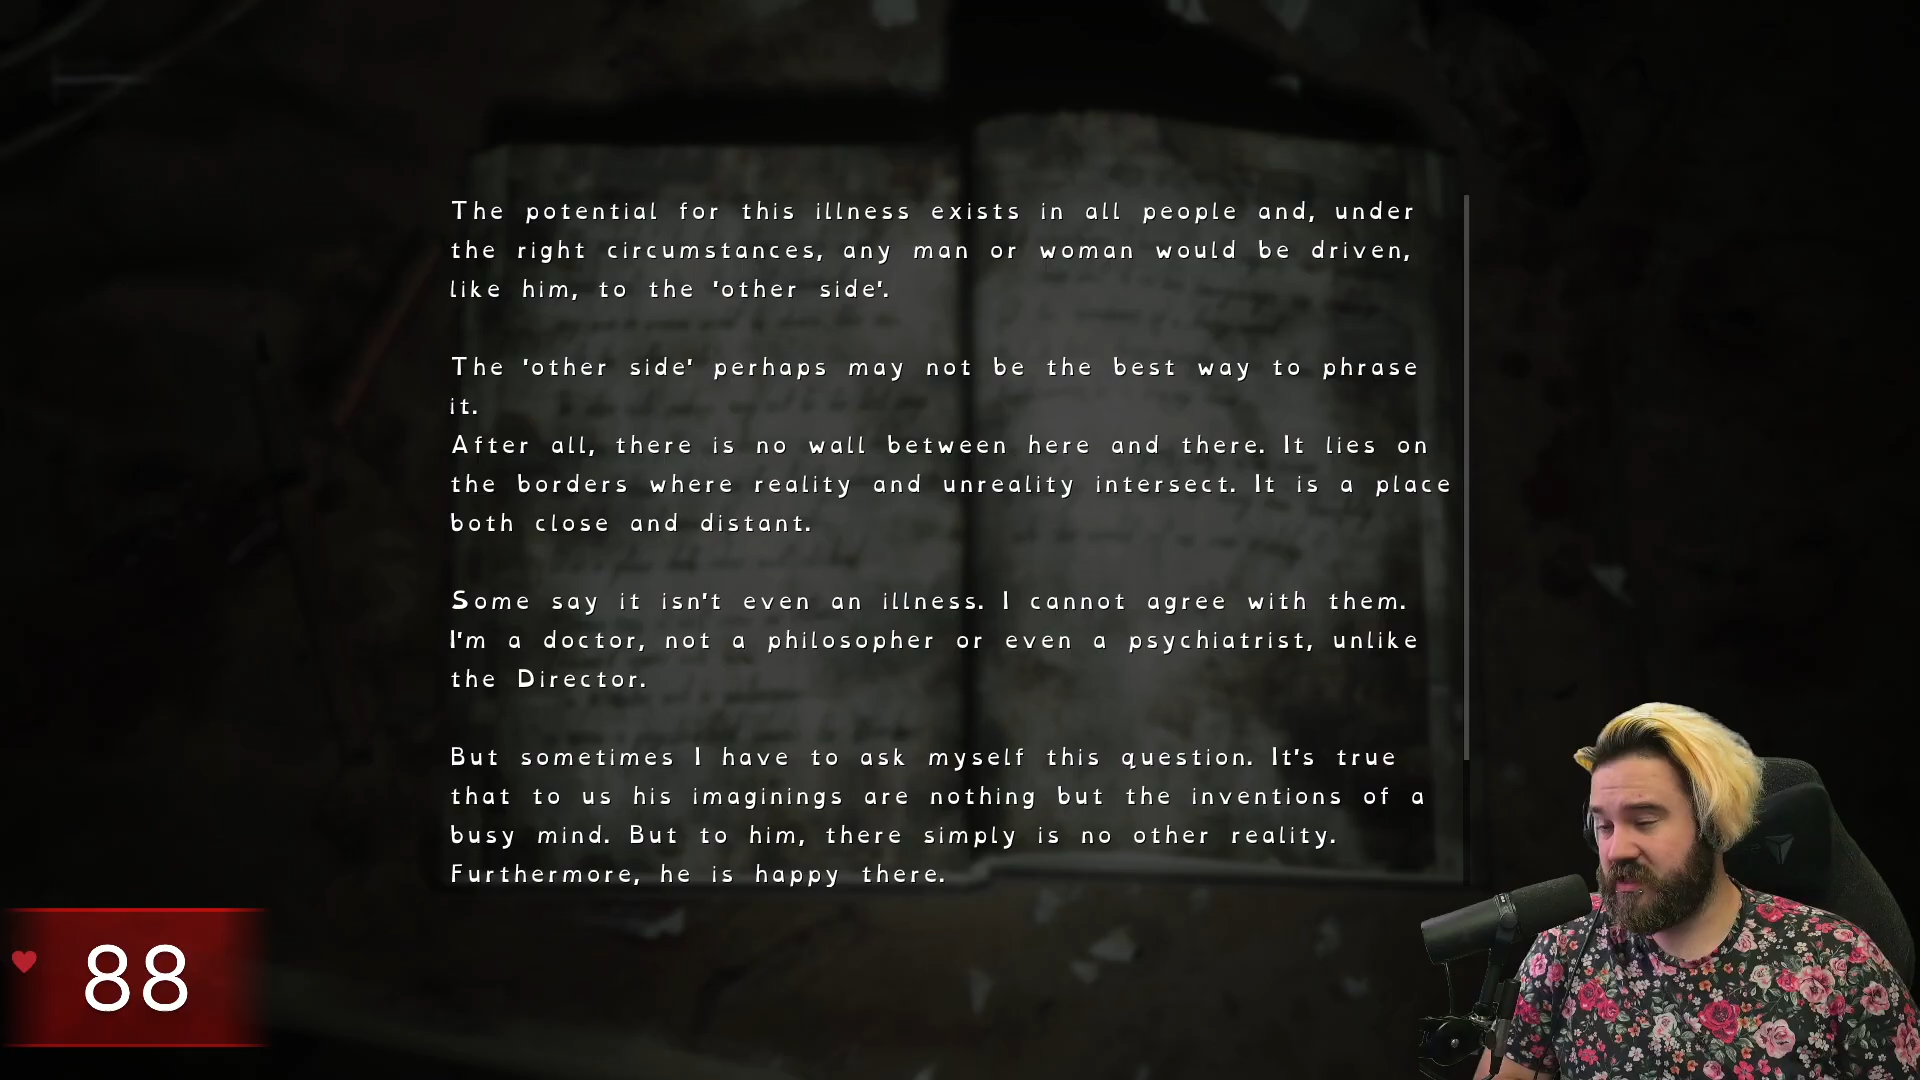 The potential for this illness exists in all people and, under
the right circumstances, any man or woman would be driven,
like him, to the 'other side'.
The 'other side' perhaps may not be the best way to phrase
it.
After all, there is no wall between here and there. It lies on
the borders where reality and unreality intersect. It is a place
both close and distant.
Some say it isn't even an illness. I cannot agree with them.
I'm a doctor, not a philosopher or even a psychiatrist, unlike
the Director.
But sometimes I have to ask myself this question. It's true
that to us his imaginings are nothing but the inventions of a
busy mind. But to him, there simply is no other reality.
Furthermore, he is happy there.
88